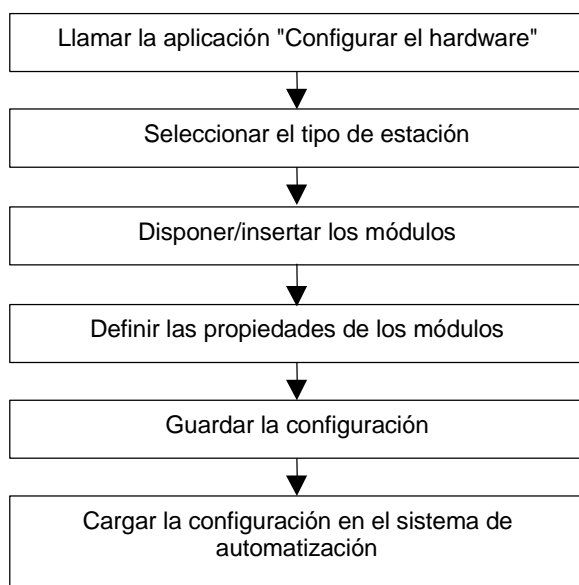 Llamar la aplicación "Configurar el hardware"
Seleccionar el tipo de estación
Disponer/insertar los módulos
Definir las propiedades de los módulos
Guardar la configuración
Cargar la configuración en el sistema de
automatización